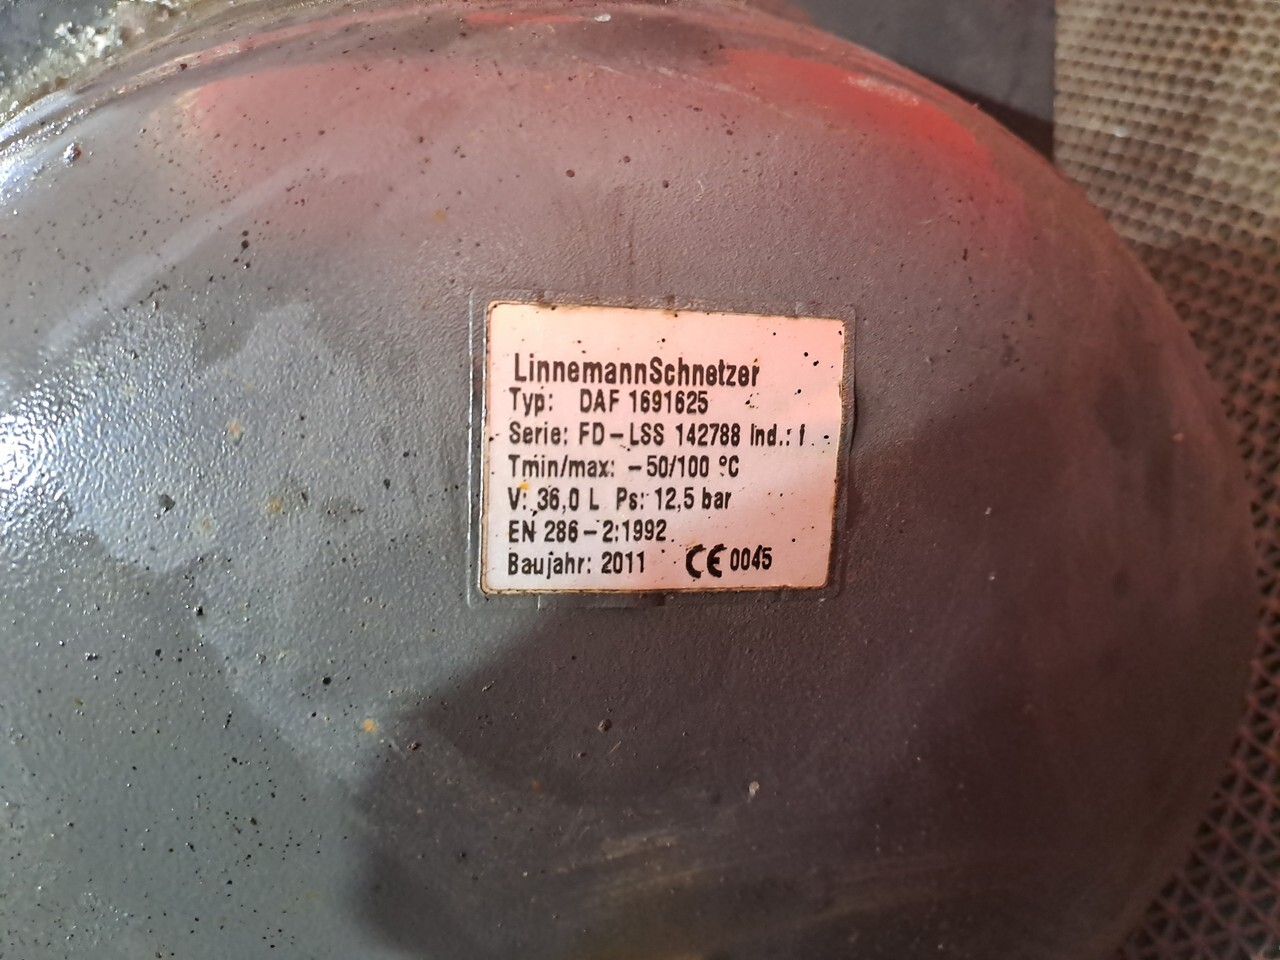 LinnemannSchnetzer
Typ: DAF 1691625
Serie: FD-LSS 142788 Ind.: f
Tmin/max: -50/100 °C
V: 36,0 L Ps: 12,5 bar
EN 286-2:1992
Baujahr: 2011 CE 0045